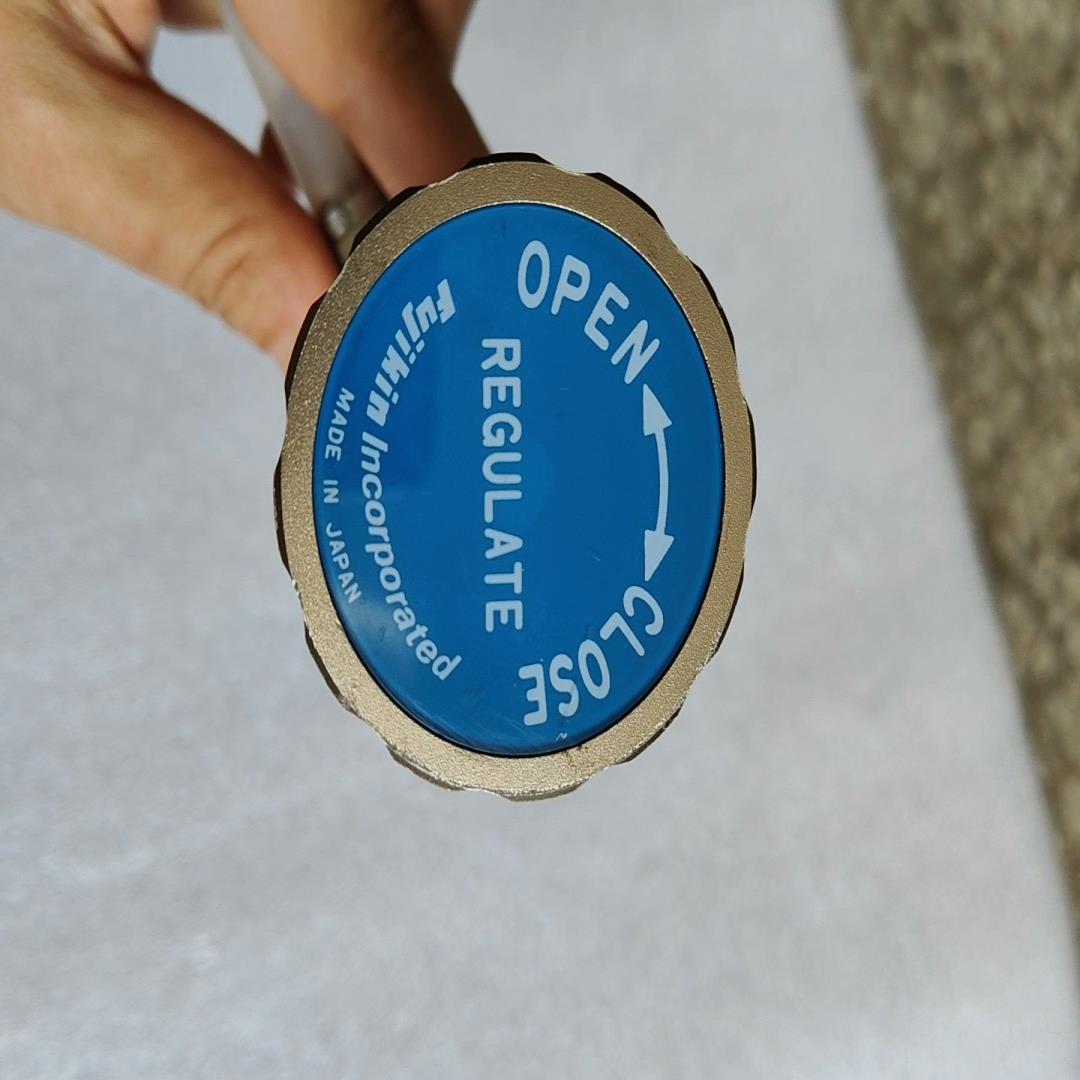 OPEN CLOSE
REGULATE
Fujikin Incorporated
MADE IN JAPAN